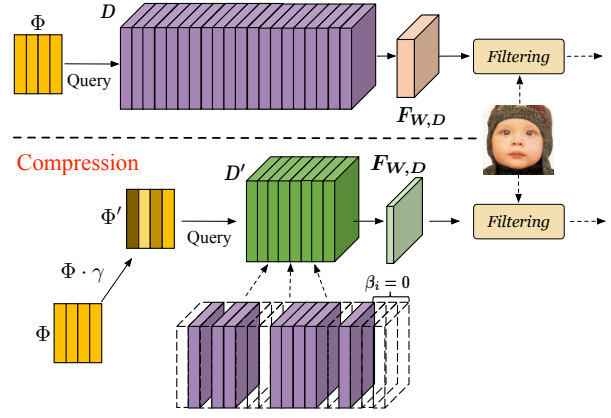 D
Φ
Query
F_{W,D}
Filtering
Compression
D′
F_{W,D}
Φ′
Query
Filtering
Φ · γ
β_i = 0
Φ